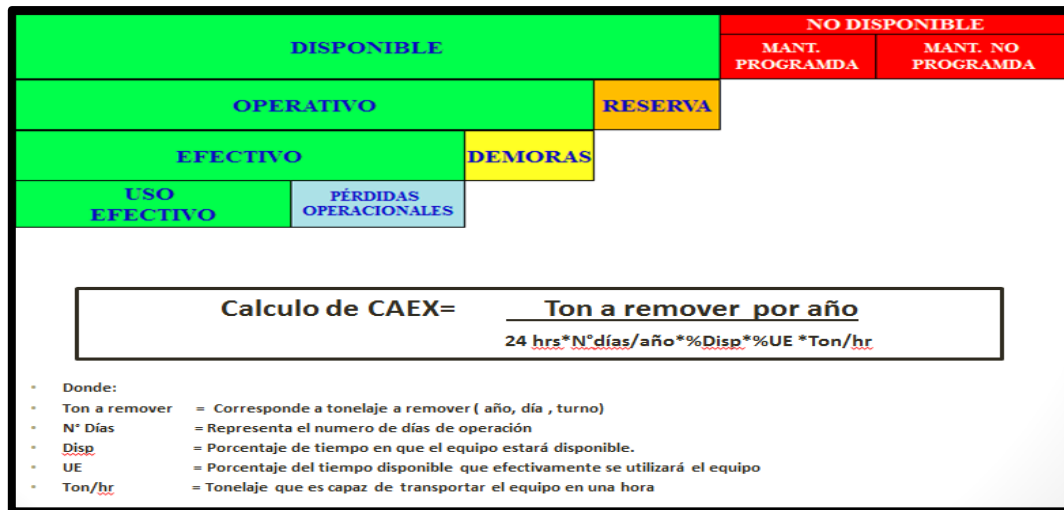 DISPONIBLE
NO DISPONIBLE
MANT. PROGRAMDA
MANT. NO PROGRAMDA
OPERATIVO
RESERVA
EFECTIVO
DEMORAS
USO EFECTIVO
PÉRDIDAS OPERACIONALES
Calculo de CAEX= Ton a remover por año
24 hrs*N°días/año*%Disp*%UE *Ton/hr
• Donde:
• Ton a remover = Corresponde a tonelaje a remover ( año, día , turno)
• N° Días = Representa el numero de días de operación
• Disp = Porcentaje de tiempo en que el equipo estará disponible.
• UE = Porcentaje del tiempo disponible que efectivamente se utilizará el equipo
• Ton/hr = Tonelaje que es capaz de transportar el equipo en una hora